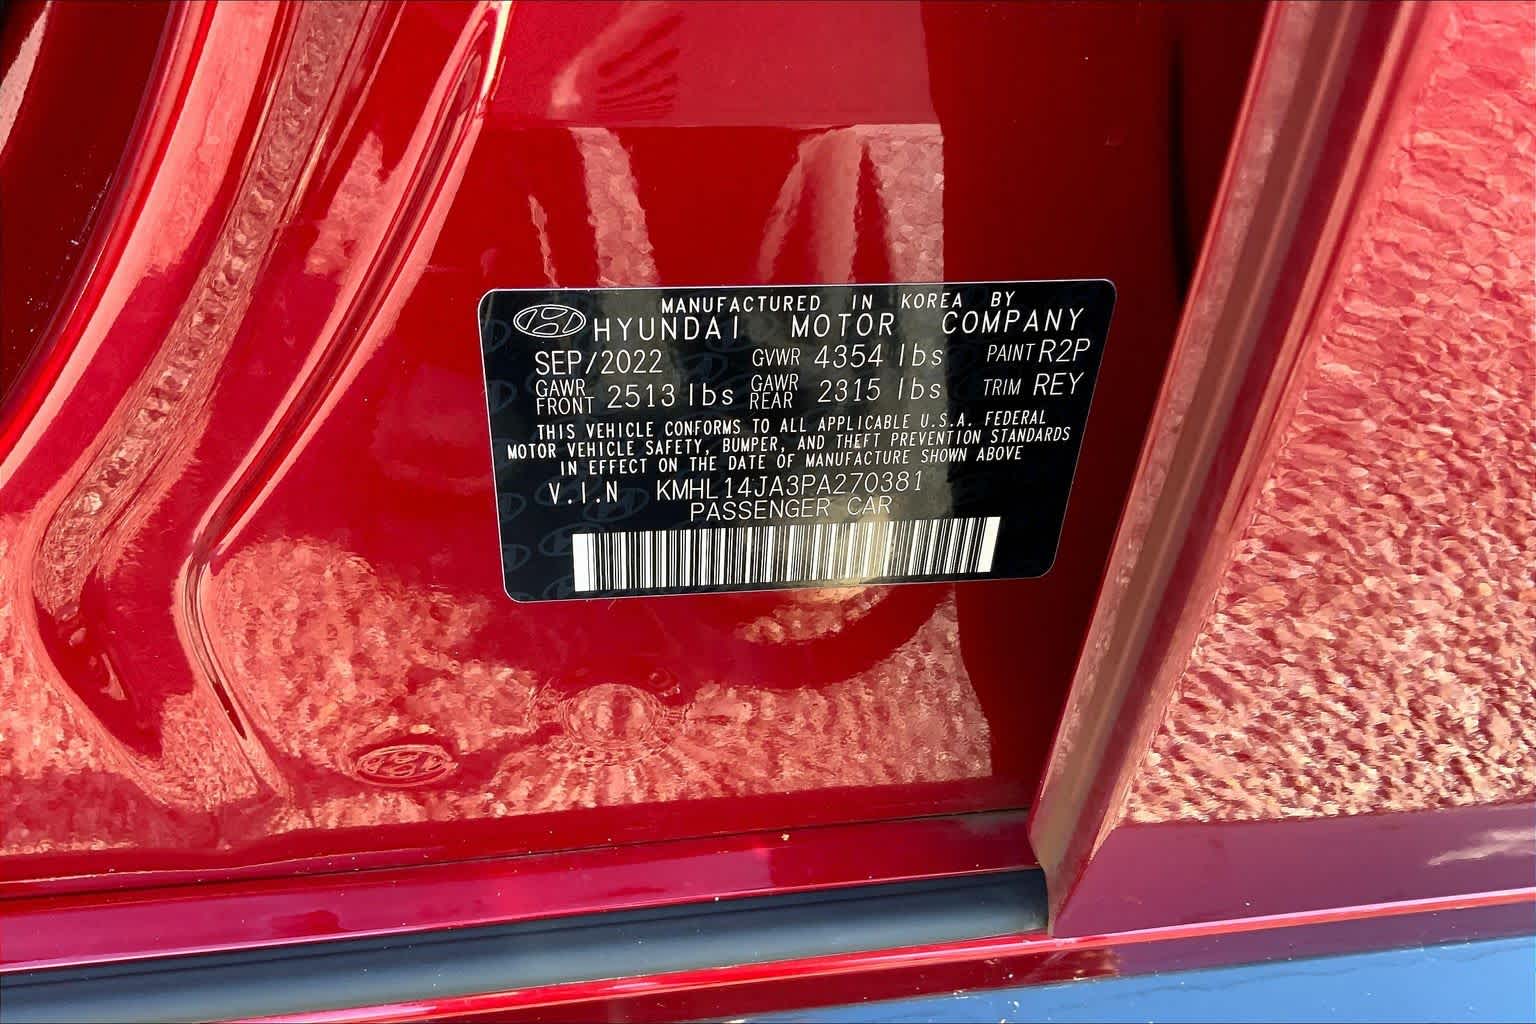 MANUFACTURED IN KOREA BY
HYUNDAI MOTOR COMPANY
SEP/2022 GVWR 4354 lbs PAINT R2P
GAWR FRONT 2513 lbs GAWR REAR 2315 lbs TRIM REY
THIS VEHICLE CONFORMS TO ALL APPLICABLE U.S.A. FEDERAL
MOTOR VEHICLE SAFETY, BUMPER, AND THEFT PREVENTION STANDARDS
IN EFFECT ON THE DATE OF MANUFACTURE SHOWN ABOVE
V.I.N KMHL14JA3PA270381
PASSENGER CAR